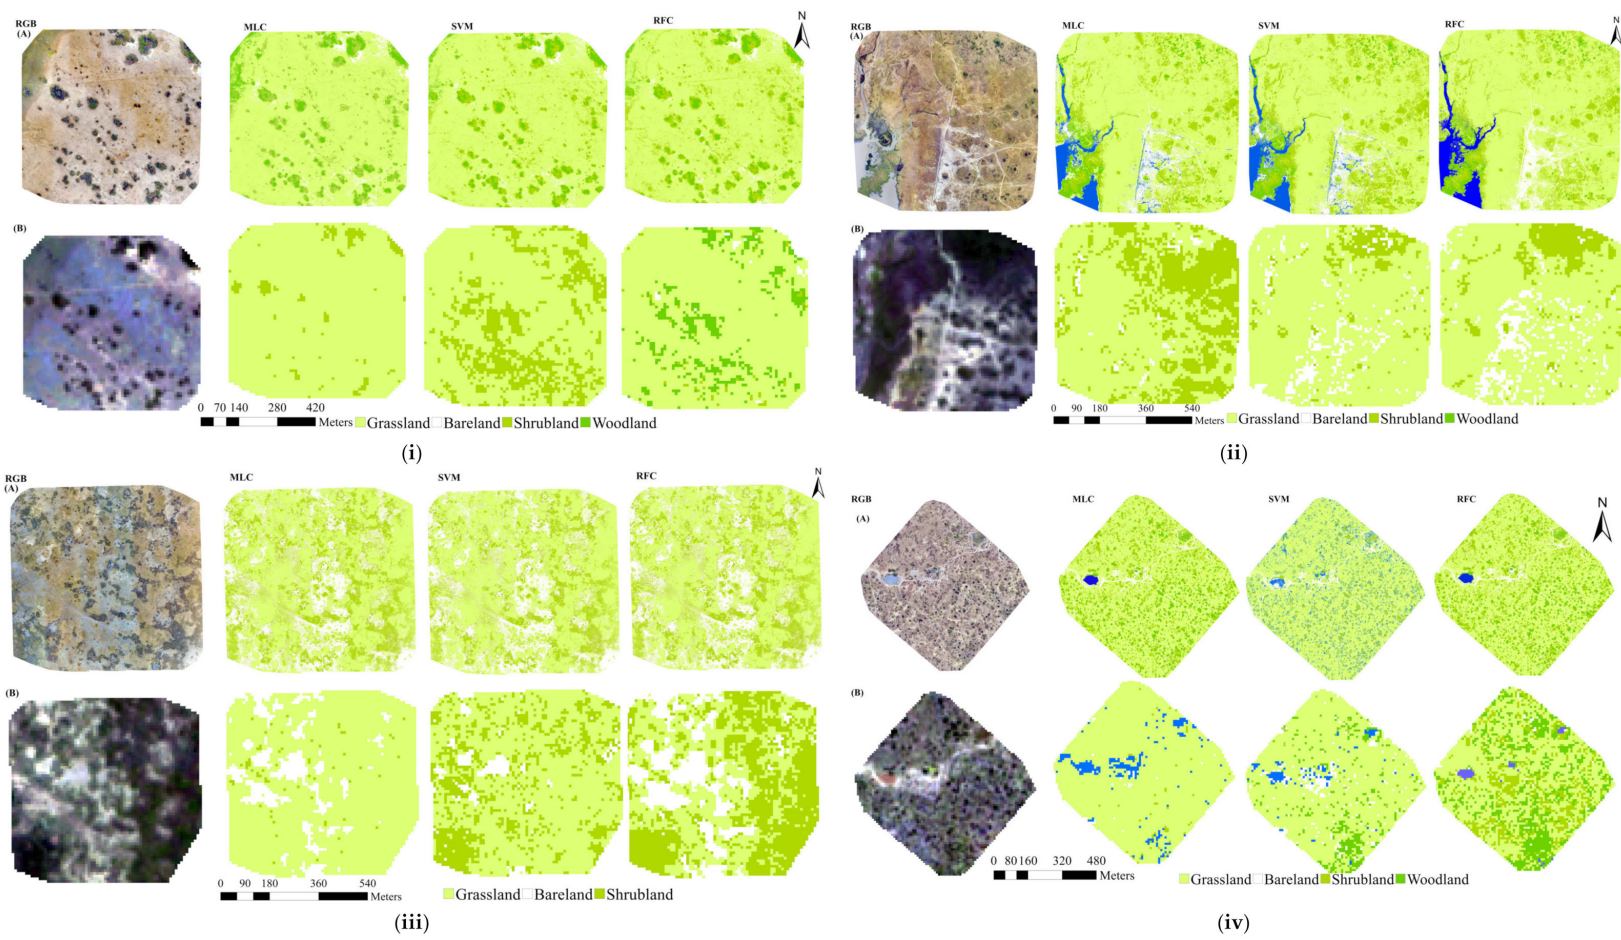 RGB MLC SVM RFC N
(A)
(B)
0 70 140 280 420
Meters Grassland Bareland Shrubland Woodland
(i)
RGB MLC SVM RFC N
(A)
(B)
0 90 180 360 540
Meters Grassland Bareland Shrubland Woodland
(ii)
RGB MLC SVM RFC N
(A)
(B)
0 90 180 360 540
Meters Grassland Bareland Shrubland
(iii)
RGB MLC SVM RFC N
(A)
(B)
0 80 160 320 480
Meters Grassland Bareland Shrubland Woodland
(iv)